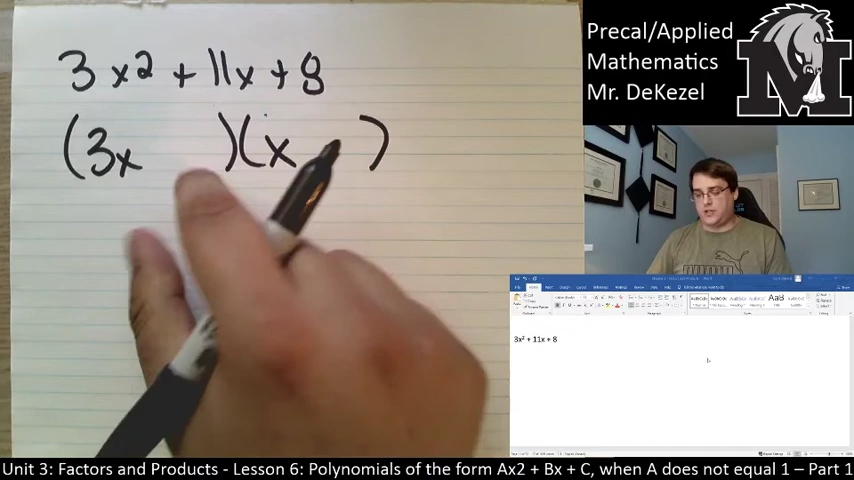 3x2 + 11x + 8
(3x )(x )
Precal/Applied
Mathematics
Mr. DeKezel
M
3x² + 11x + 8
Unit 3: Factors and Products - Lesson 6: Polynomials of the form Ax2 + Bx + C, when A does not equal 1 – Part 1